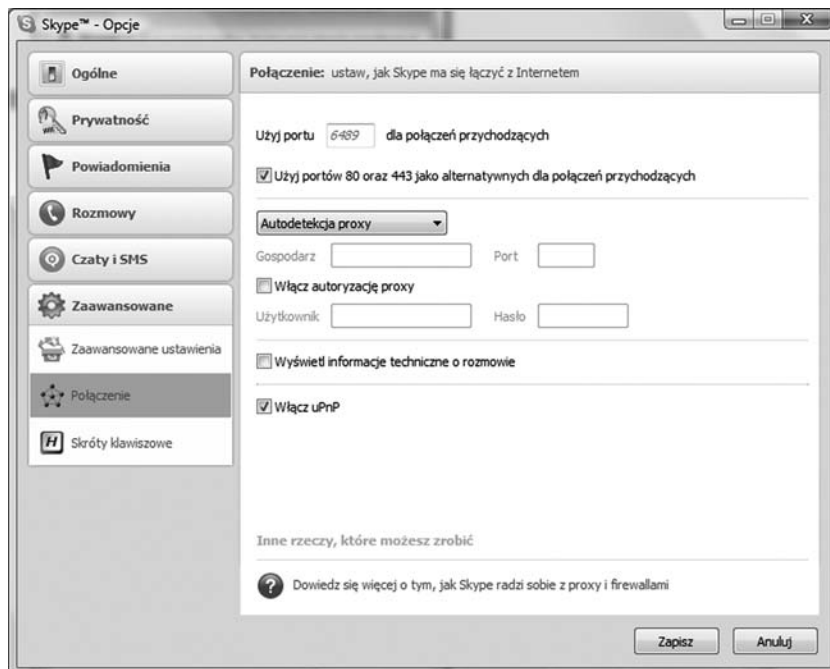 Skype™ - Opcje
Ogólne
Prywatność
Powiadomienia
Rozmowy
Czaty i SMS
Zaawansowane
Zaawansowane ustawienia
Połączenie
H Skróty klawiszowe
Połączenie: ustaw, jak Skype ma się łączyć z Internetem
Użyj portu 6489 dla połączeń przychodzących
Użyj portów 80 oraz 443 jako alternatywnych dla połączeń przychodzących
Autodetekcja proxy
Gospodarz Port
Włącz autoryzację proxy
Użytkownik Hasło
Wyświetl informacje techniczne o rozmowie
Włącz uPnP
Inne rzeczy, które możesz zrobić
? Dowiedz się więcej o tym, jak Skype radzi sobie z proxy i firewallami
Zapisz Anuluj